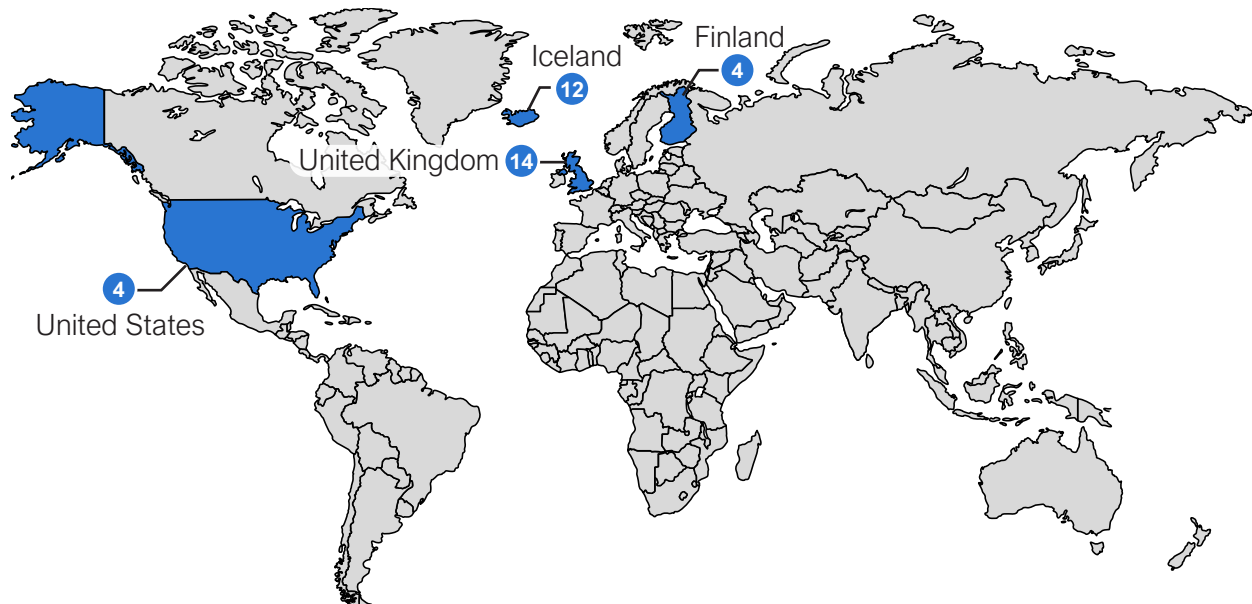 Iceland
12
Finland
4
United Kingdom 14
4
United States